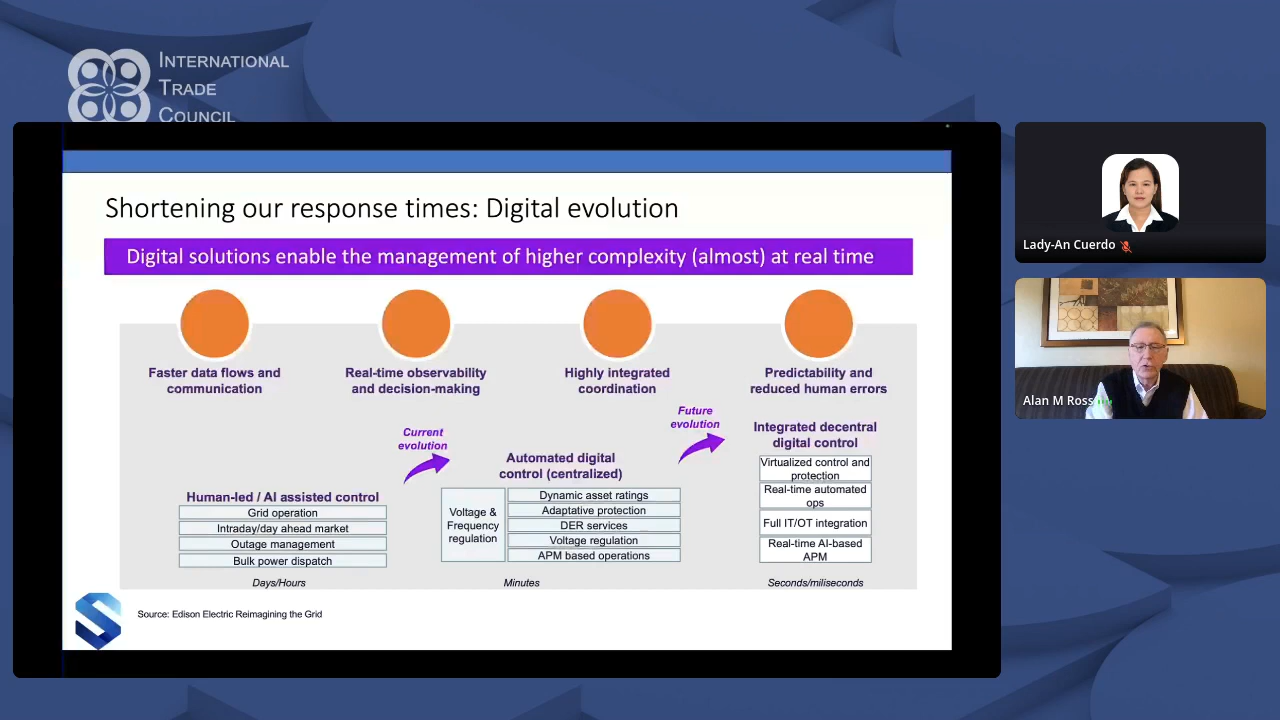 INTERNATIONAL
TRADE
COUNCIL
Shortening our response times: Digital evolution
Digital solutions enable the management of higher complexity (almost) at real time
Faster data flows and
communication
Real-time observability
and decision-making
Highly integrated
coordination
Predictability and
reduced human errors
Current
evolution
Future
evolution
Human-led / AI assisted control
Grid operation
Intraday/day ahead market
Outage management
Bulk power dispatch
Days/Hours
Automated digital
control (centralized)
Voltage &
Frequency
regulation
Dynamic asset ratings
Adaptative protection
DER services
Voltage regulation
APM based operations
Minutes
Integrated decentral
digital control
Virtualized control and
protection
Real-time automated
ops
Full IT/OT integration
Real-time AI-based
APM
Seconds/miliseconds
Source: Edison Electric Reimagining the Grid
Lady-An Cuerdo
Alan M Ross